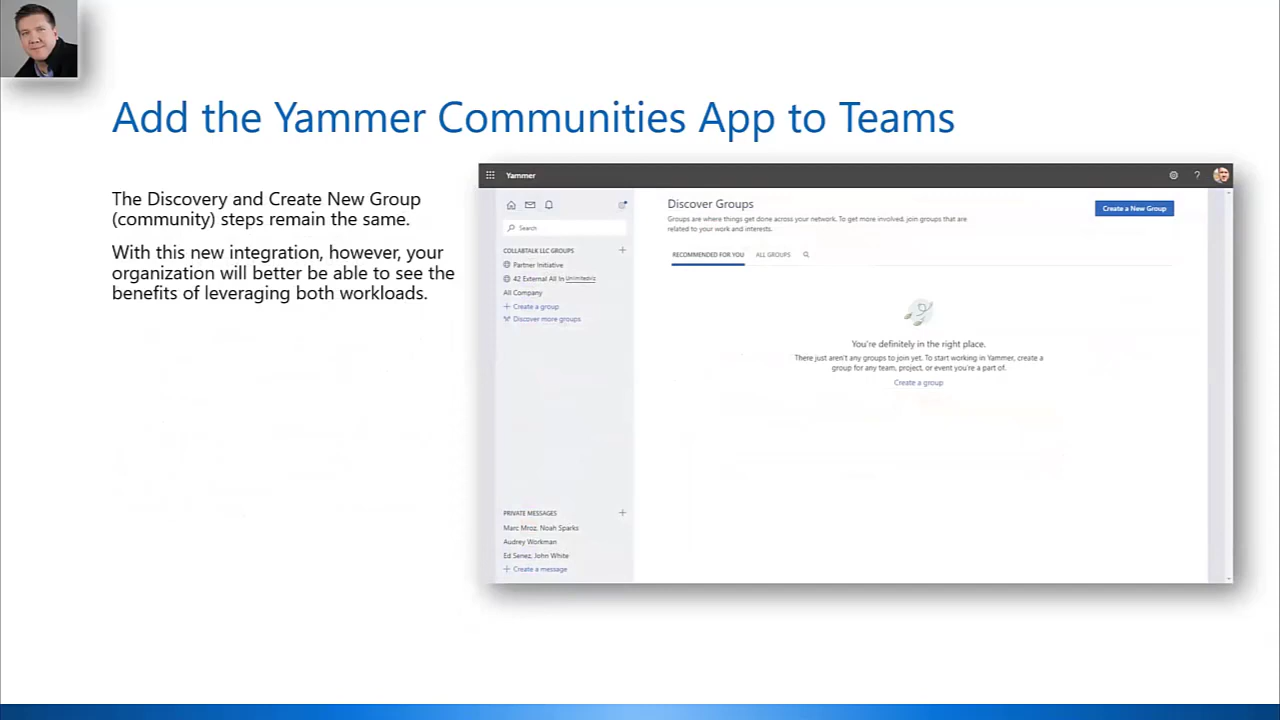 Add the Yammer Communities App to Teams
The Discovery and Create New Group
(community) steps remain the same.
With this new integration, however, your
organization will better be able to see the
benefits of leveraging both workloads.
Yammer
?
Search
COLLABTALK LLC GROUPS
Partner Initiative
42 External All In Unlimited/s
All Company
Create a group
Discover more groups
PRIVATE MESSAGES
Marc Mroz, Noah Sparks
Audrey Workman
Ed Senez, John White
Create a message
Discover Groups
Groups are where things get done across your network. To get more involved, join groups that are
related to your work and interests.
Create a New Group
RECOMMENDED FOR YOU ALL GROUPS
You're definitely in the right place.
There just aren't any groups to join yet. To start working in Yammer, create a
group for any team, project, or event you're a part of.
Create a group